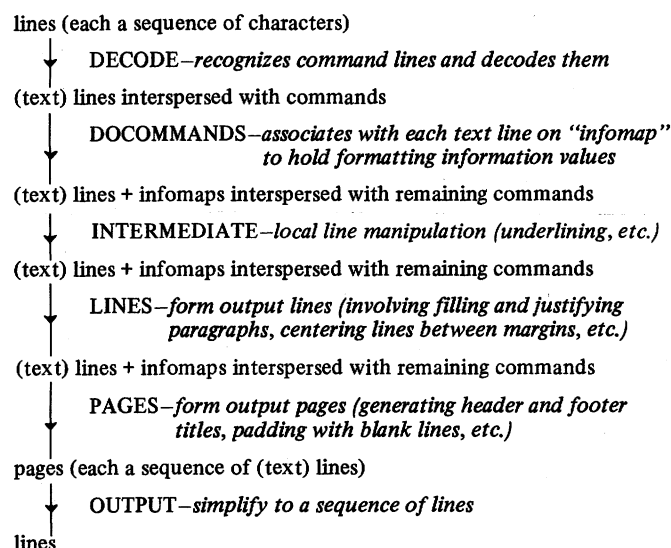 lines (each a sequence of characters)
DECODE—recognizes command lines and decodes them
(text) lines interspersed with commands
DOCOMMANDS—associates with each text line on "infomap"
to hold formatting information values
(text) lines + infomaps interspersed with remaining commands
INTERMEDIATE—local line manipulation (underlining, etc.)
(text) lines + infomaps interspersed with remaining commands
LINES—form output lines (involving filling and justifying
paragraphs, centering lines between margins, etc.)
(text) lines + infomaps interspersed with remaining commands
PAGES—form output pages (generating header and footer
titles, padding with blank lines, etc.)
pages (each a sequence of (text) lines)
OUTPUT—simplify to a sequence of lines
lines